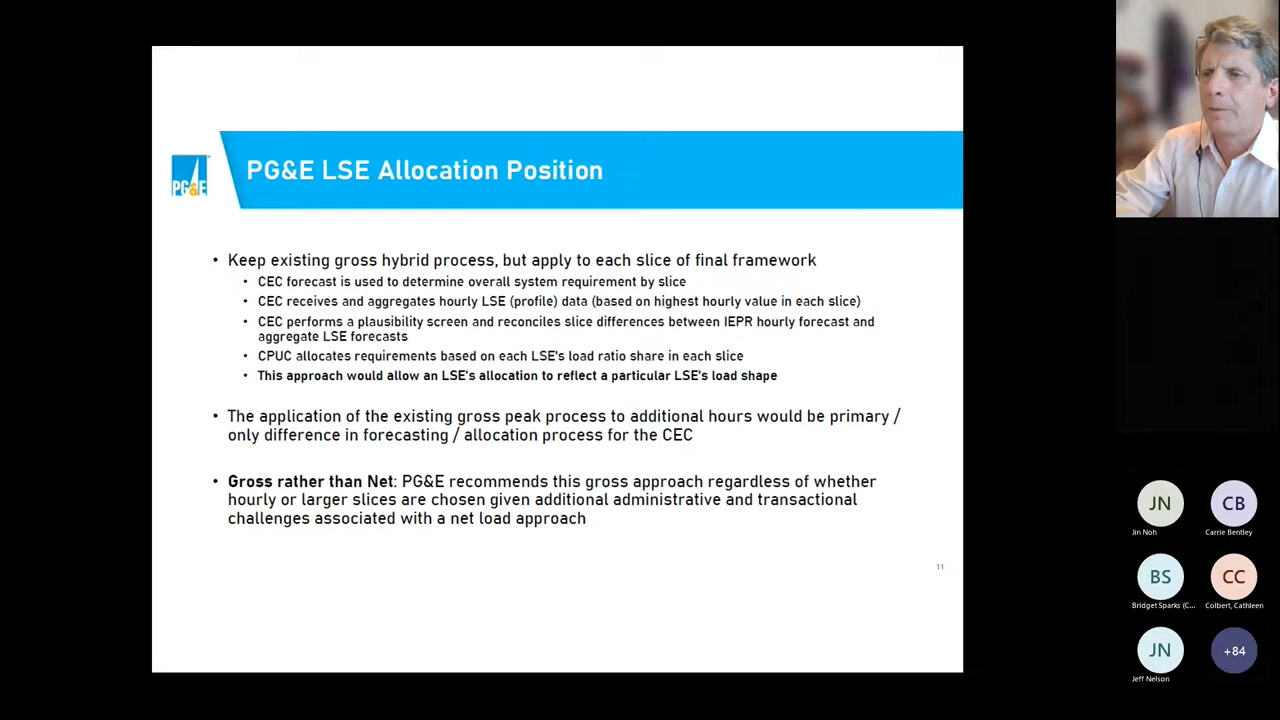 PG&E
PG&E LSE Allocation Position
• Keep existing gross hybrid process, but apply to each slice of final framework
• CEC forecast is used to determine overall system requirement by slice
• CEC receives and aggregates hourly LSE (profile) data (based on highest hourly value in each slice)
• CEC performs a plausibility screen and reconciles slice differences between IEPR hourly forecast and
aggregate LSE forecasts
• CPUC allocates requirements based on each LSE's load ratio share in each slice
• This approach would allow an LSE's allocation to reflect a particular LSE's load shape
• The application of the existing gross peak process to additional hours would be primary /
only difference in forecasting / allocation process for the CEC
• Gross rather than Net: PG&E recommends this gross approach regardless of whether
hourly or larger slices are chosen given additional administrative and transactional
challenges associated with a net load approach
11
JN
Jin Noh
CB
Carrie Bentley
BS
Bridget Sparks (C...
CC
Colbert, Cathleen
JN
Jeff Nelson
+84